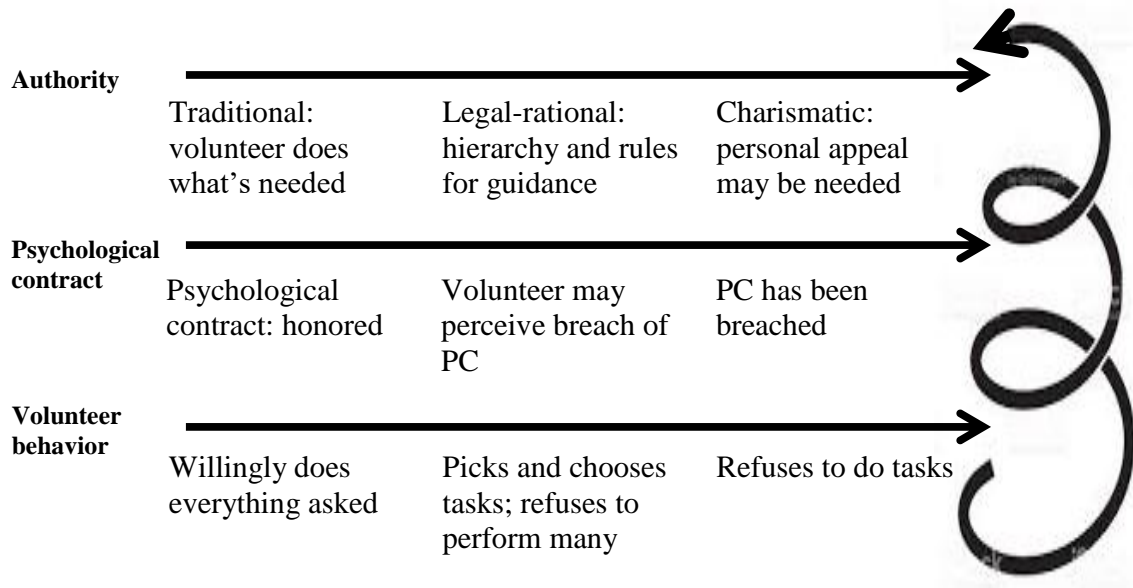 Authority
Traditional:
volunteer does
what's needed
Legal-rational:
hierarchy and rules
for guidance
Charismatic:
personal appeal
may be needed
Psychological
contract
Psychological
contract: honored
Volunteer may
perceive breach of
PC
PC has been
breached
Volunteer
behavior
Willingly does
everything asked
Picks and chooses
tasks; refuses to
perform many
Refuses to do tasks